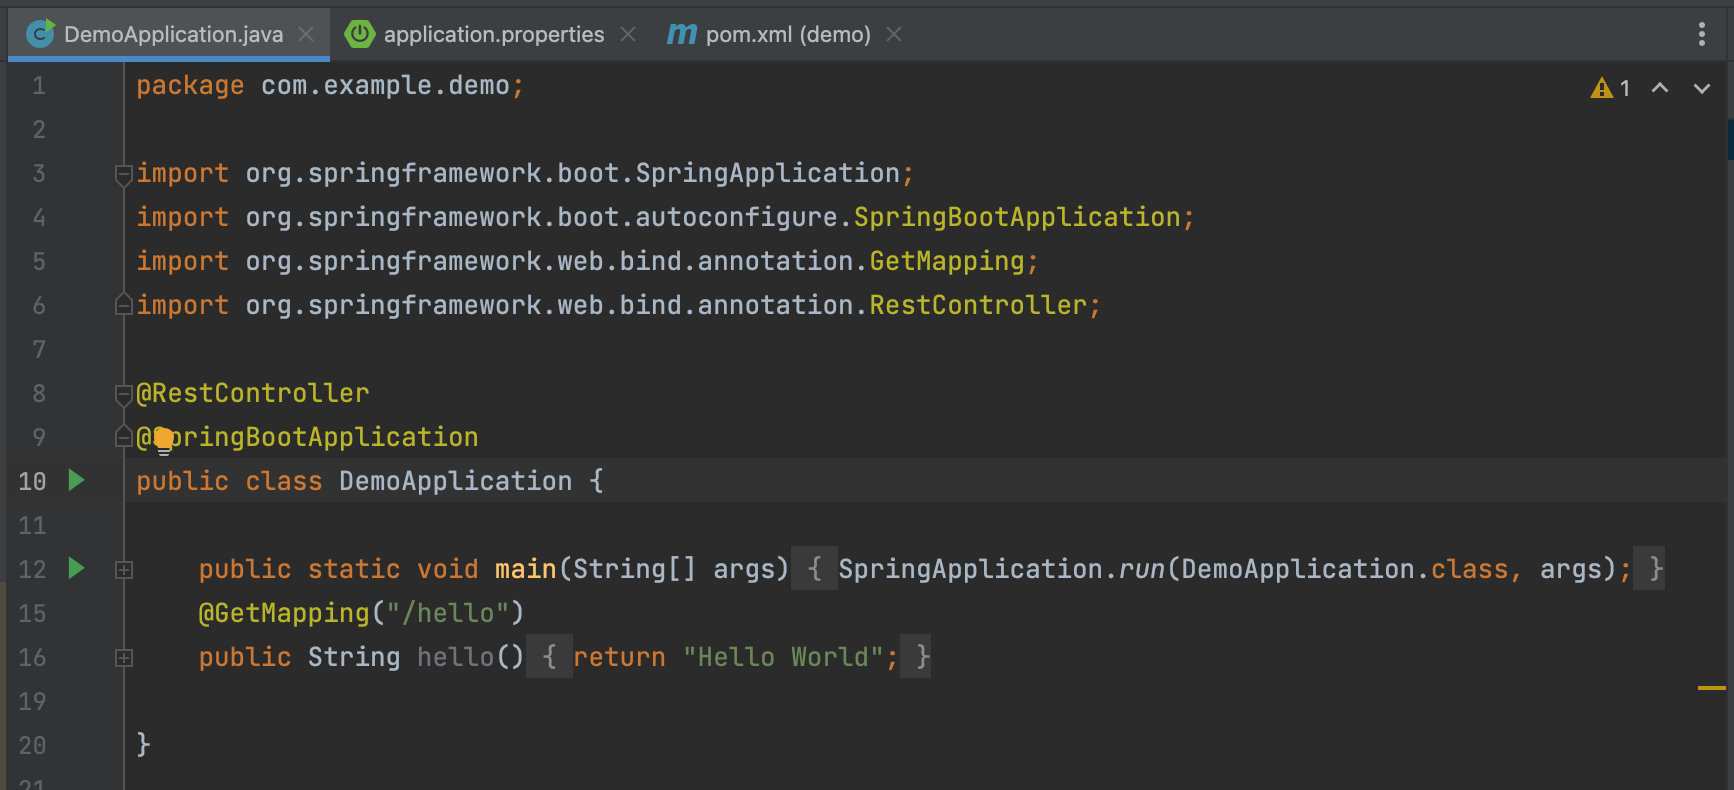 DemoApplication.java application.properties pom.xml (demo)
1 package com.example.demo; 1
2
3 import org.springframework.boot.SpringApplication;
4 import org.springframework.boot.autoconfigure.SpringBootApplication;
5 import org.springframework.web.bind.annotation.GetMapping;
6 import org.springframework.web.bind.annotation.RestController;
7
8 @RestController
9 @SpringBootApplication
10 public class DemoApplication {
11
12 public static void main(String[] args) { SpringApplication.run(DemoApplication.class, args); }
15 @GetMapping("/hello")
16 public String hello() { return "Hello World"; }
19
20 }
21